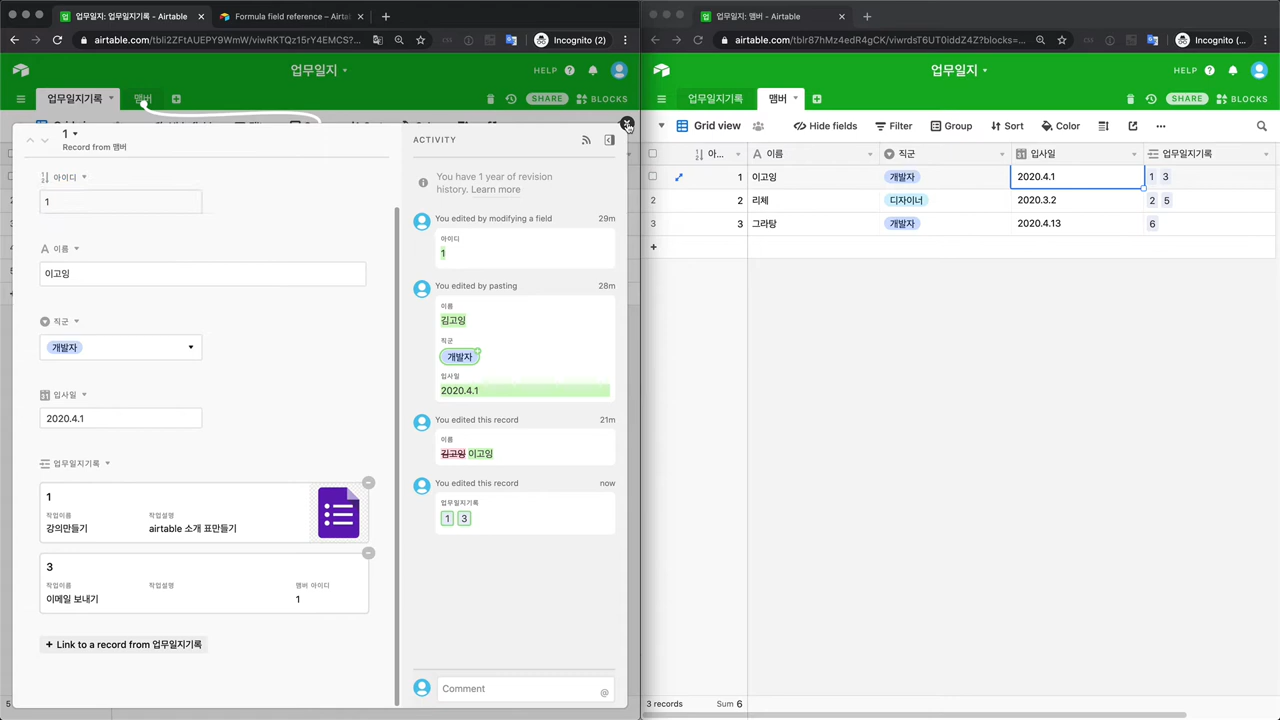 업무일지: 업무일지기록 - Airtable
Formula field reference – Airta
airtable.com/tbli2ZFtAUEPY9WmW/viwRKTQz15rY4EMCS?...
Incognito (2)
업무일지
HELP
업무일지기록
맴버
SHARE
BLOCKS
1
Record from 맴버
아이디
1
이름
이고잉
직군
개발자
입사일
2020.4.1
업무일지기록
1
작업이름 작업설명
강의만들기 airtable 소개 표만들기
3
작업이름 작업설명 맴버 아이디
이메일 보내기 1
+ Link to a record from 업무일지기록
ACTIVITY
You have 1 year of revision
history. Learn more
You edited by modifying a field 29m
아이디
1
You edited by pasting 28m
이름
김고잉
직군
개발자
입사일
2020.4.1
You edited this record 21m
이름
김고잉 이고잉
You edited this record now
업무일지기록
1 3
Comment
@
5
업무일지: 맴버 - Airtable
airtable.com/tblr87hMz4edR4gCK/viwrdsT6UT0iddZ4Z?blocks=...
Incognito (...
업무일지
HELP
업무일지기록
맴버
SHARE
BLOCKS
Grid view
Hide fields
Filter
Group
Sort
Color
아... 이름 직군 입사일 업무일지기록
1 이고잉 개발자 2020.4.1 1 3
2 2 리체 디자이너 2020.3.2 2 5
3 3 그라탕 개발자 2020.4.13 6
+
3 records Sum 6